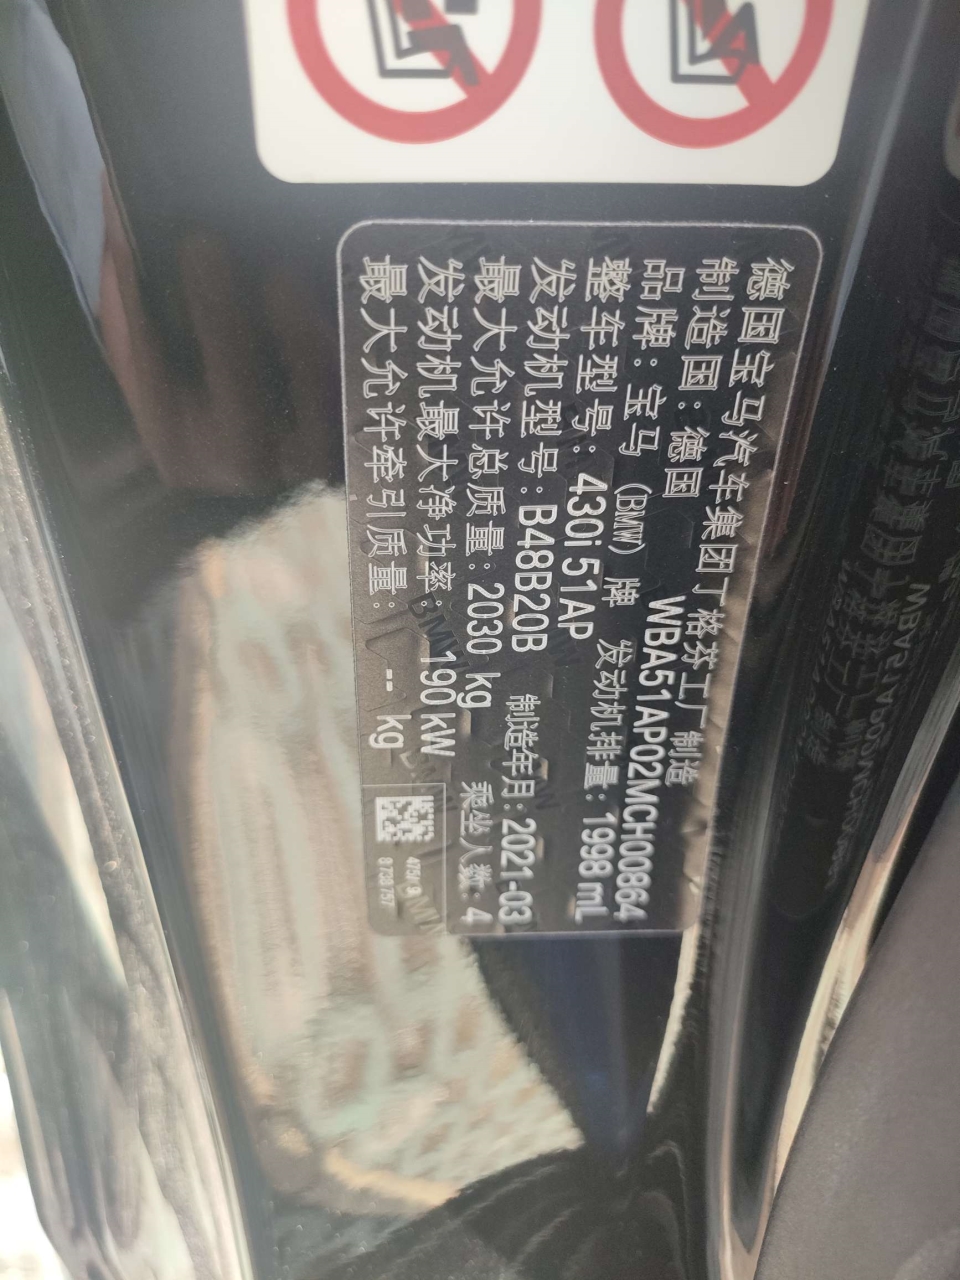 德国宝马汽车集团丁格芬工厂 制造
制造国：德国 WBA51AP02MCH00864
品牌：宝马（BMW）牌 发动机排量：1998 mL
整车型号：430i 51AP
发动机型号：B48B20B 制造年月：2021-03
最大允许总质量：2030 kg 乘坐人数：4
发动机最大净功率：190 kW
最大允许牵引质量：-- kg